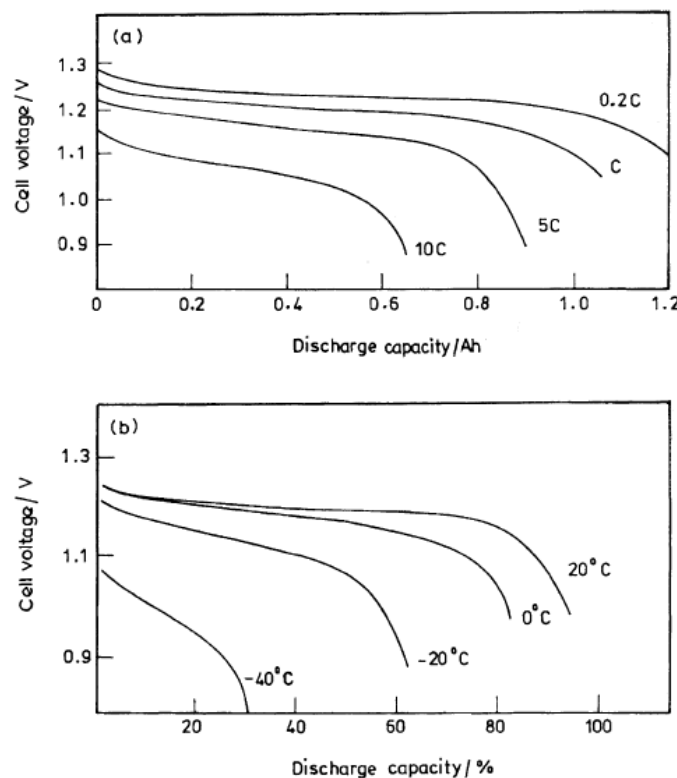 (a)
1.3
1.2
1.1
1.0
0.9
Cell voltage/V
0.2C
C
5C
10C
0 0.2 0.4 0.6 0.8 1.0 1.2
Discharge capacity/Ah
(b)
1.3
1.1
0.9
Cell voltage/V
20°C
0°C
-20°C
-40°C
20 40 60 80 100
Discharge capacity/%